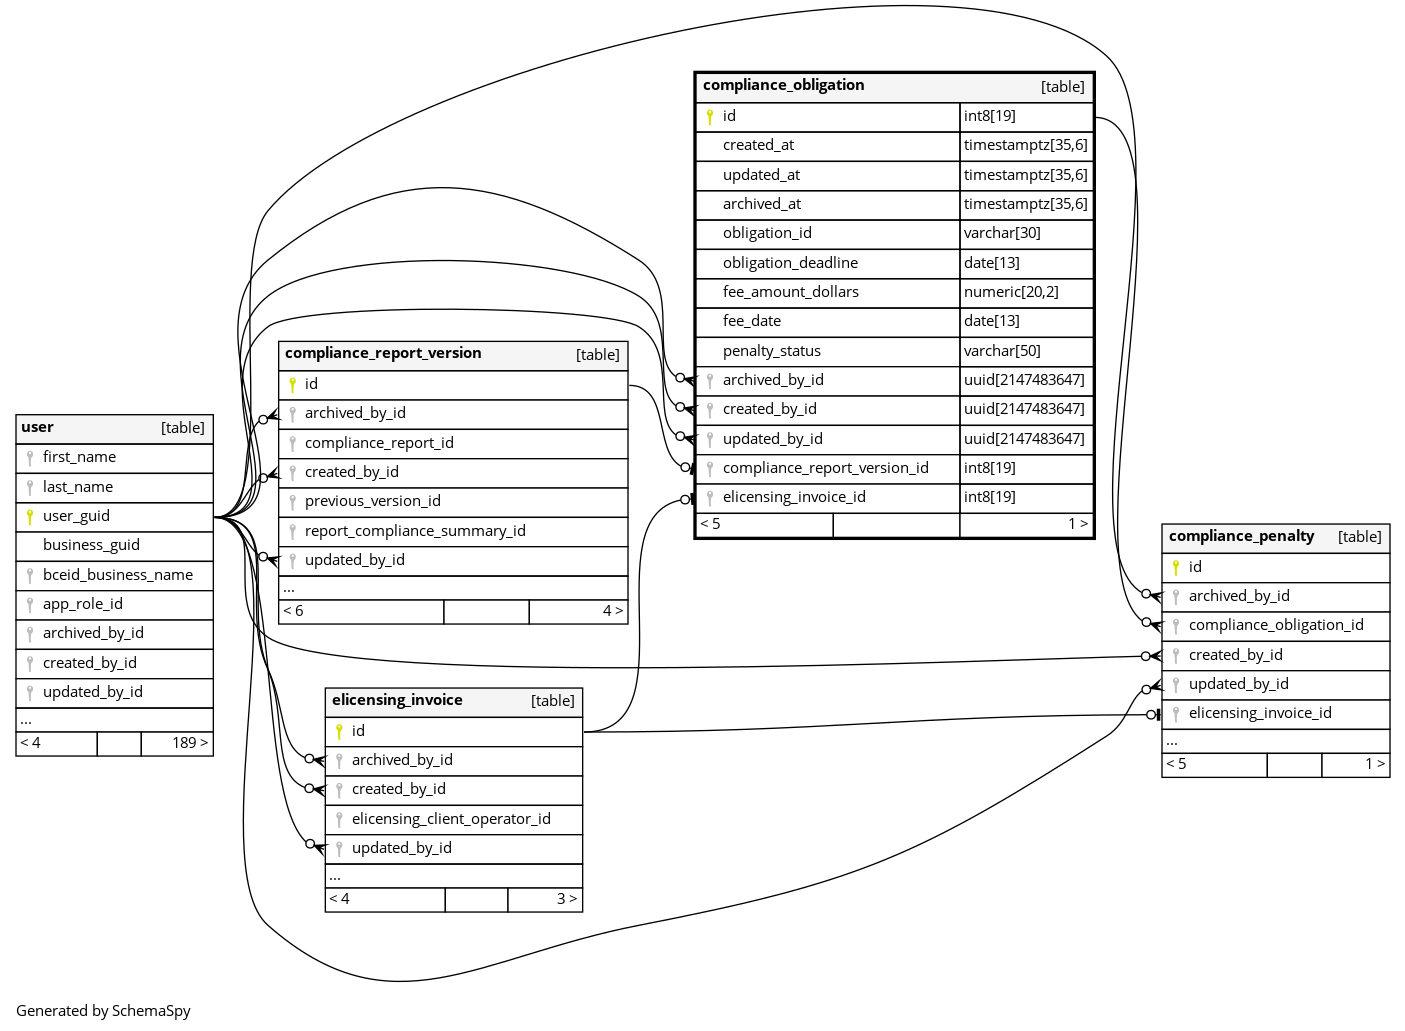 compliance_obligation [table]
id int8[19]
created_at timestamptz[35,6]
updated_at timestamptz[35,6]
archived_at timestamptz[35,6]
obligation_id varchar[30]
obligation_deadline date[13]
fee_amount_dollars numeric[20,2]
fee_date date[13]
penalty_status varchar[50]
archived_by_id uuid[2147483647]
created_by_id uuid[2147483647]
updated_by_id uuid[2147483647]
compliance_report_version_id int8[19]
elicensing_invoice_id int8[19]
< 5 1 >
compliance_report_version [table]
id
archived_by_id
compliance_report_id
created_by_id
previous_version_id
report_compliance_summary_id
updated_by_id
...
< 6 4 >
user [table]
first_name
last_name
user_guid
business_guid
bceid_business_name
app_role_id
archived_by_id
created_by_id
updated_by_id
...
< 4 189 >
compliance_penalty [table]
id
archived_by_id
compliance_obligation_id
created_by_id
updated_by_id
elicensing_invoice_id
...
< 5 1 >
elicensing_invoice [table]
id
archived_by_id
created_by_id
elicensing_client_operator_id
updated_by_id
...
< 4 3 >
Generated by SchemaSpy